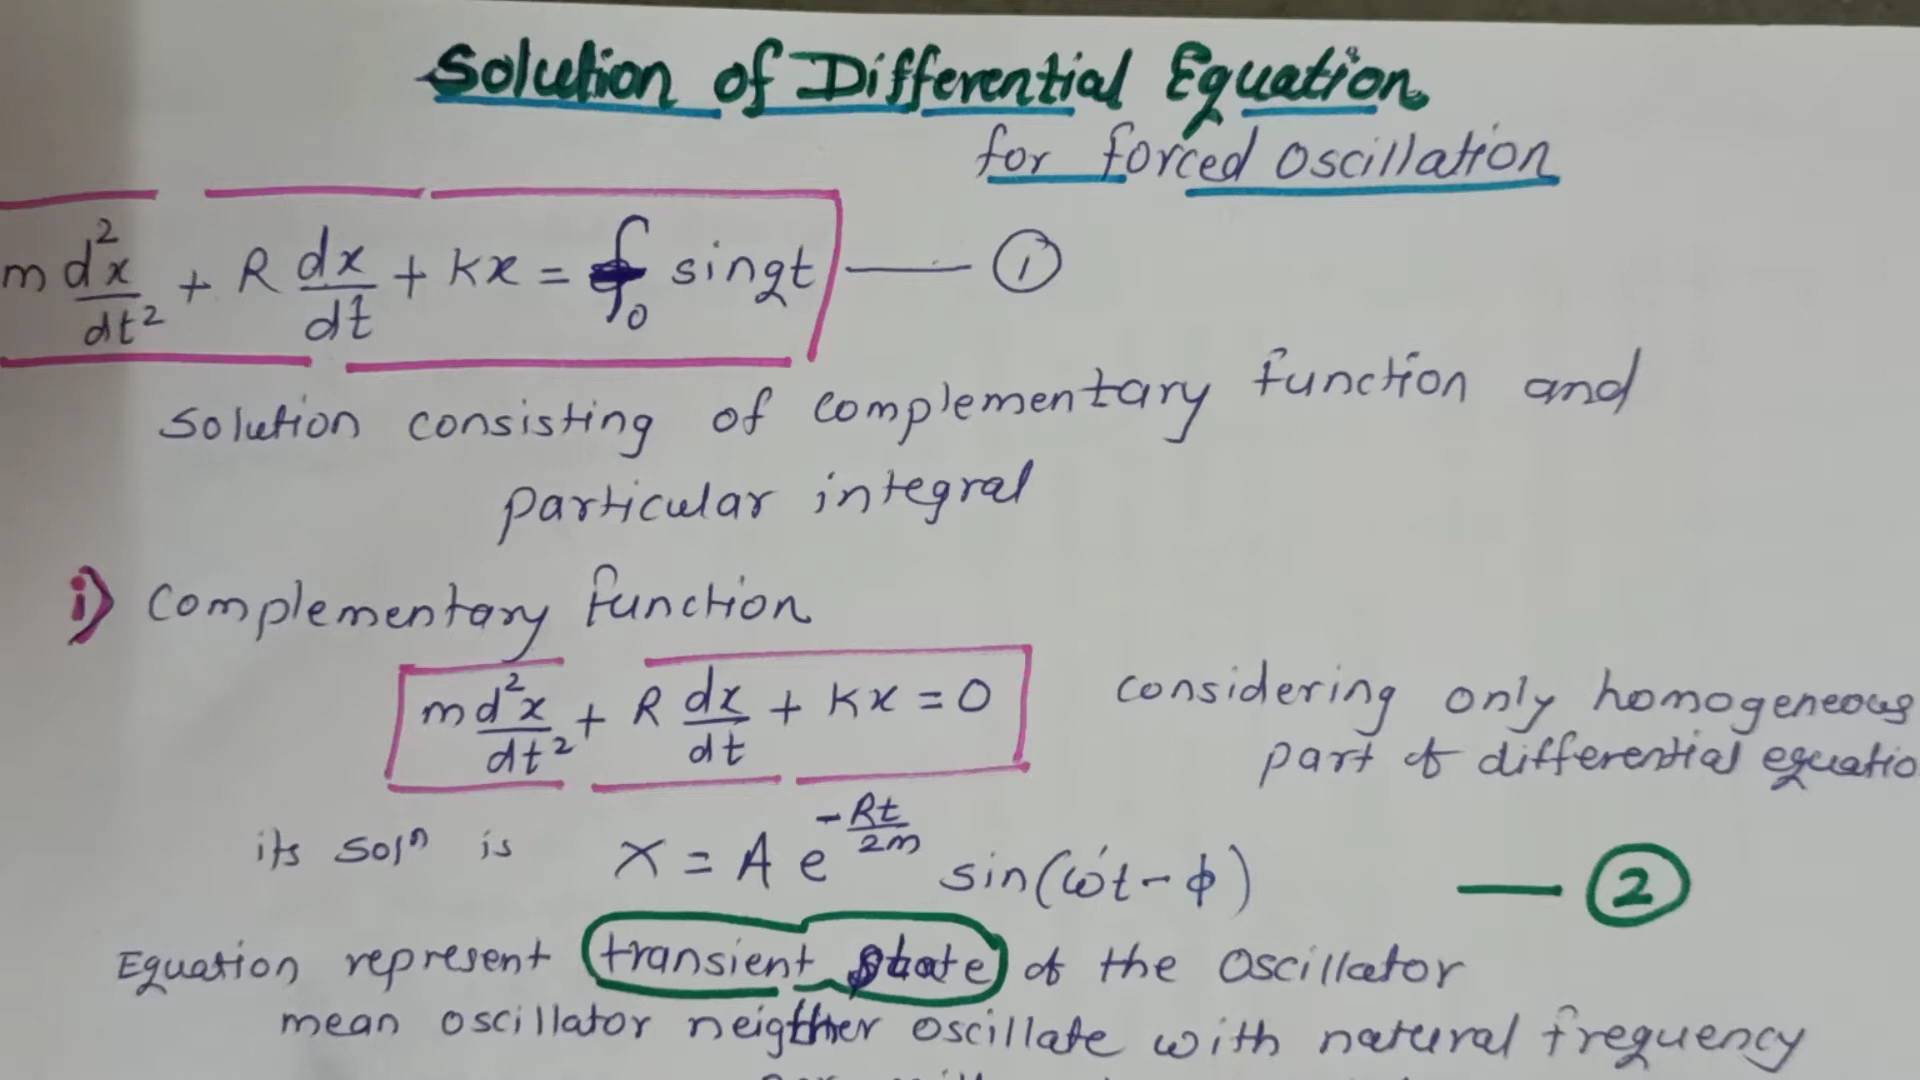 Solution of Differential Equation
for forced oscillation
m d²x/dt² + R dx/dt + kx = f₀ singt —— ①
solution consisting of complementary function and
particular integral
i) complementary function
m d²x/dt² + R dx/dt + kx = 0 considering only homogeneous
part of differential equatio
its solⁿ is x = A e^(-Rt/2m) sin(ω't - ϕ) — ②
Equation represent transient state of the oscillator
mean oscillator neigther oscillate with natural frequency